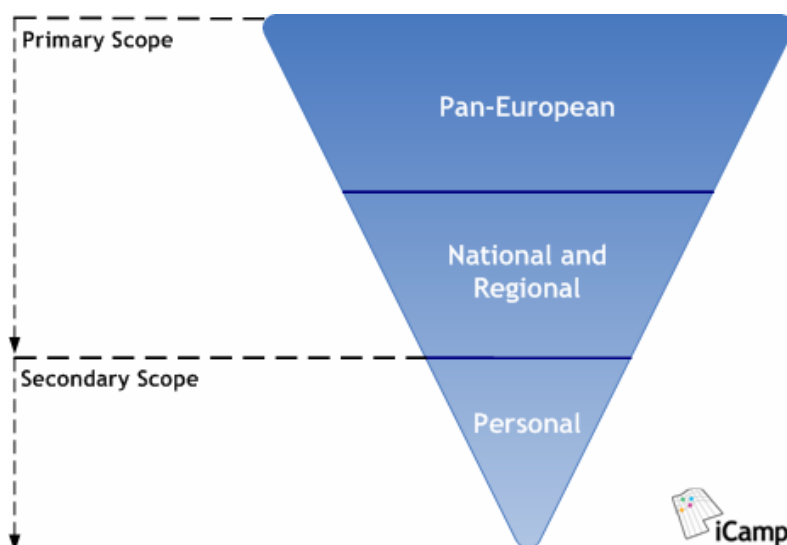 Primary Scope
Pan-European
National and
Regional
Secondary Scope
Personal
iCamp